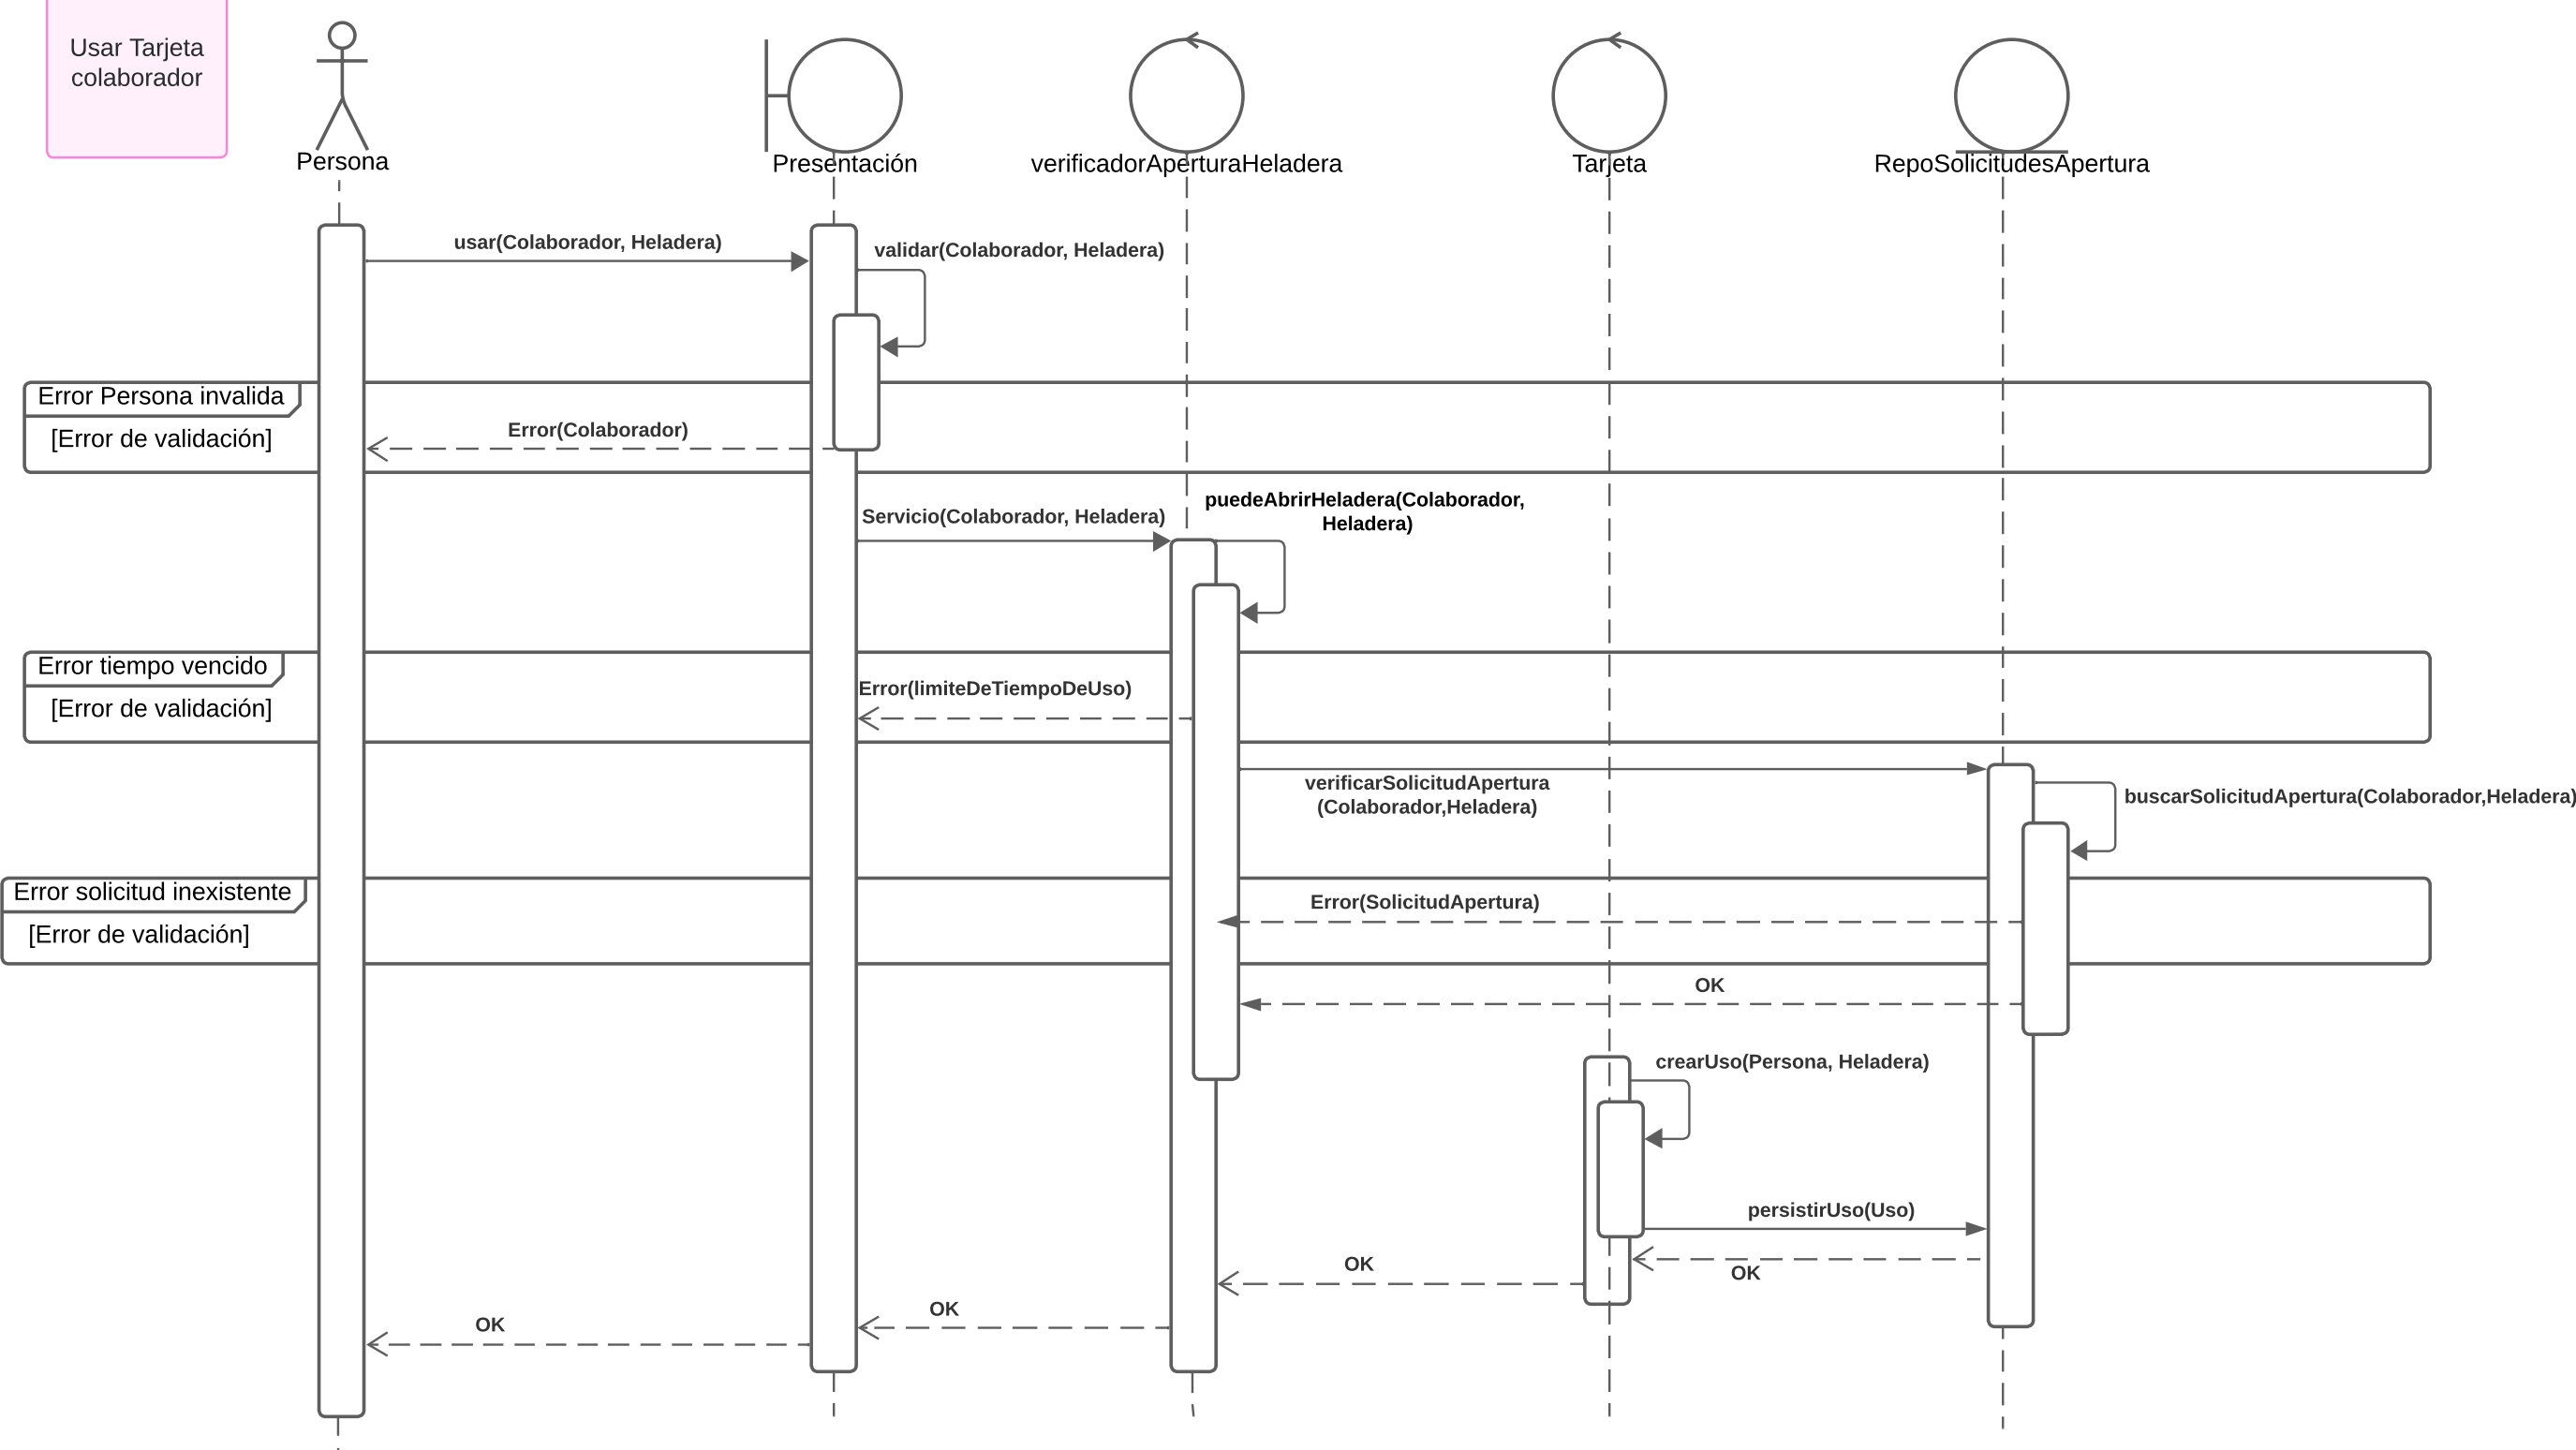 Usar Tarjeta
colaborador
Persona
Presentación
verificadorAperturaHeladera
Tarjeta
RepoSolicitudesApertura
usar(Colaborador, Heladera)
validar(Colaborador, Heladera)
Error Persona invalida
[Error de validación]
Error(Colaborador)
Servicio(Colaborador, Heladera)
puedeAbrirHeladera(Colaborador,
Heladera)
Error tiempo vencido
[Error de validación]
Error(limiteDeTiempoDeUso)
verificarSolicitudApertura
(Colaborador,Heladera)
buscarSolicitudApertura(Colaborador,Heladera)
Error solicitud inexistente
[Error de validación]
Error(SolicitudApertura)
OK
crearUso(Persona, Heladera)
persistirUso(Uso)
OK
OK
OK
OK